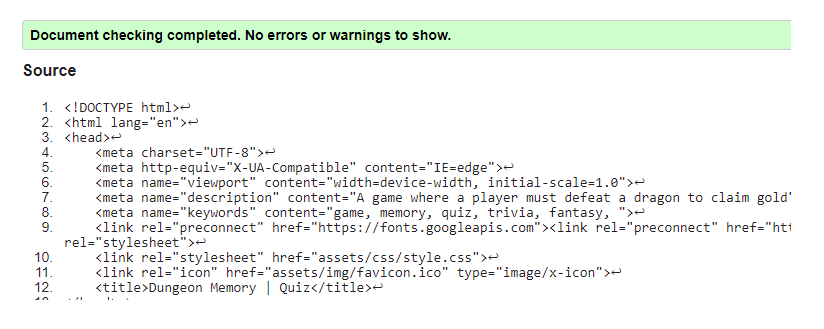 Document checking completed. No errors or warnings to show.
Source
1. <!DOCTYPE html>↩
2. <html lang="en">↩
3. <head>↩
4. <meta charset="UTF-8">↩
5. <meta http-equiv="X-UA-Compatible" content="IE=edge">↩
6. <meta name="viewport" content="width=device-width, initial-scale=1.0">↩
7. <meta name="description" content="A game where a player must defeat a dragon to claim gold"
8. <meta name="keywords" content="game, memory, quiz, trivia, fantasy, ">↩
9. <link rel="preconnect" href="https://fonts.googleapis.com"><link rel="preconnect" href="htt
rel="stylesheet">↩
10. <link rel="stylesheet" href="assets/css/style.css">↩
11. <link rel="icon" href="assets/img/favicon.ico" type="image/x-icon">↩
12. <title>Dungeon Memory | Quiz</title>↩